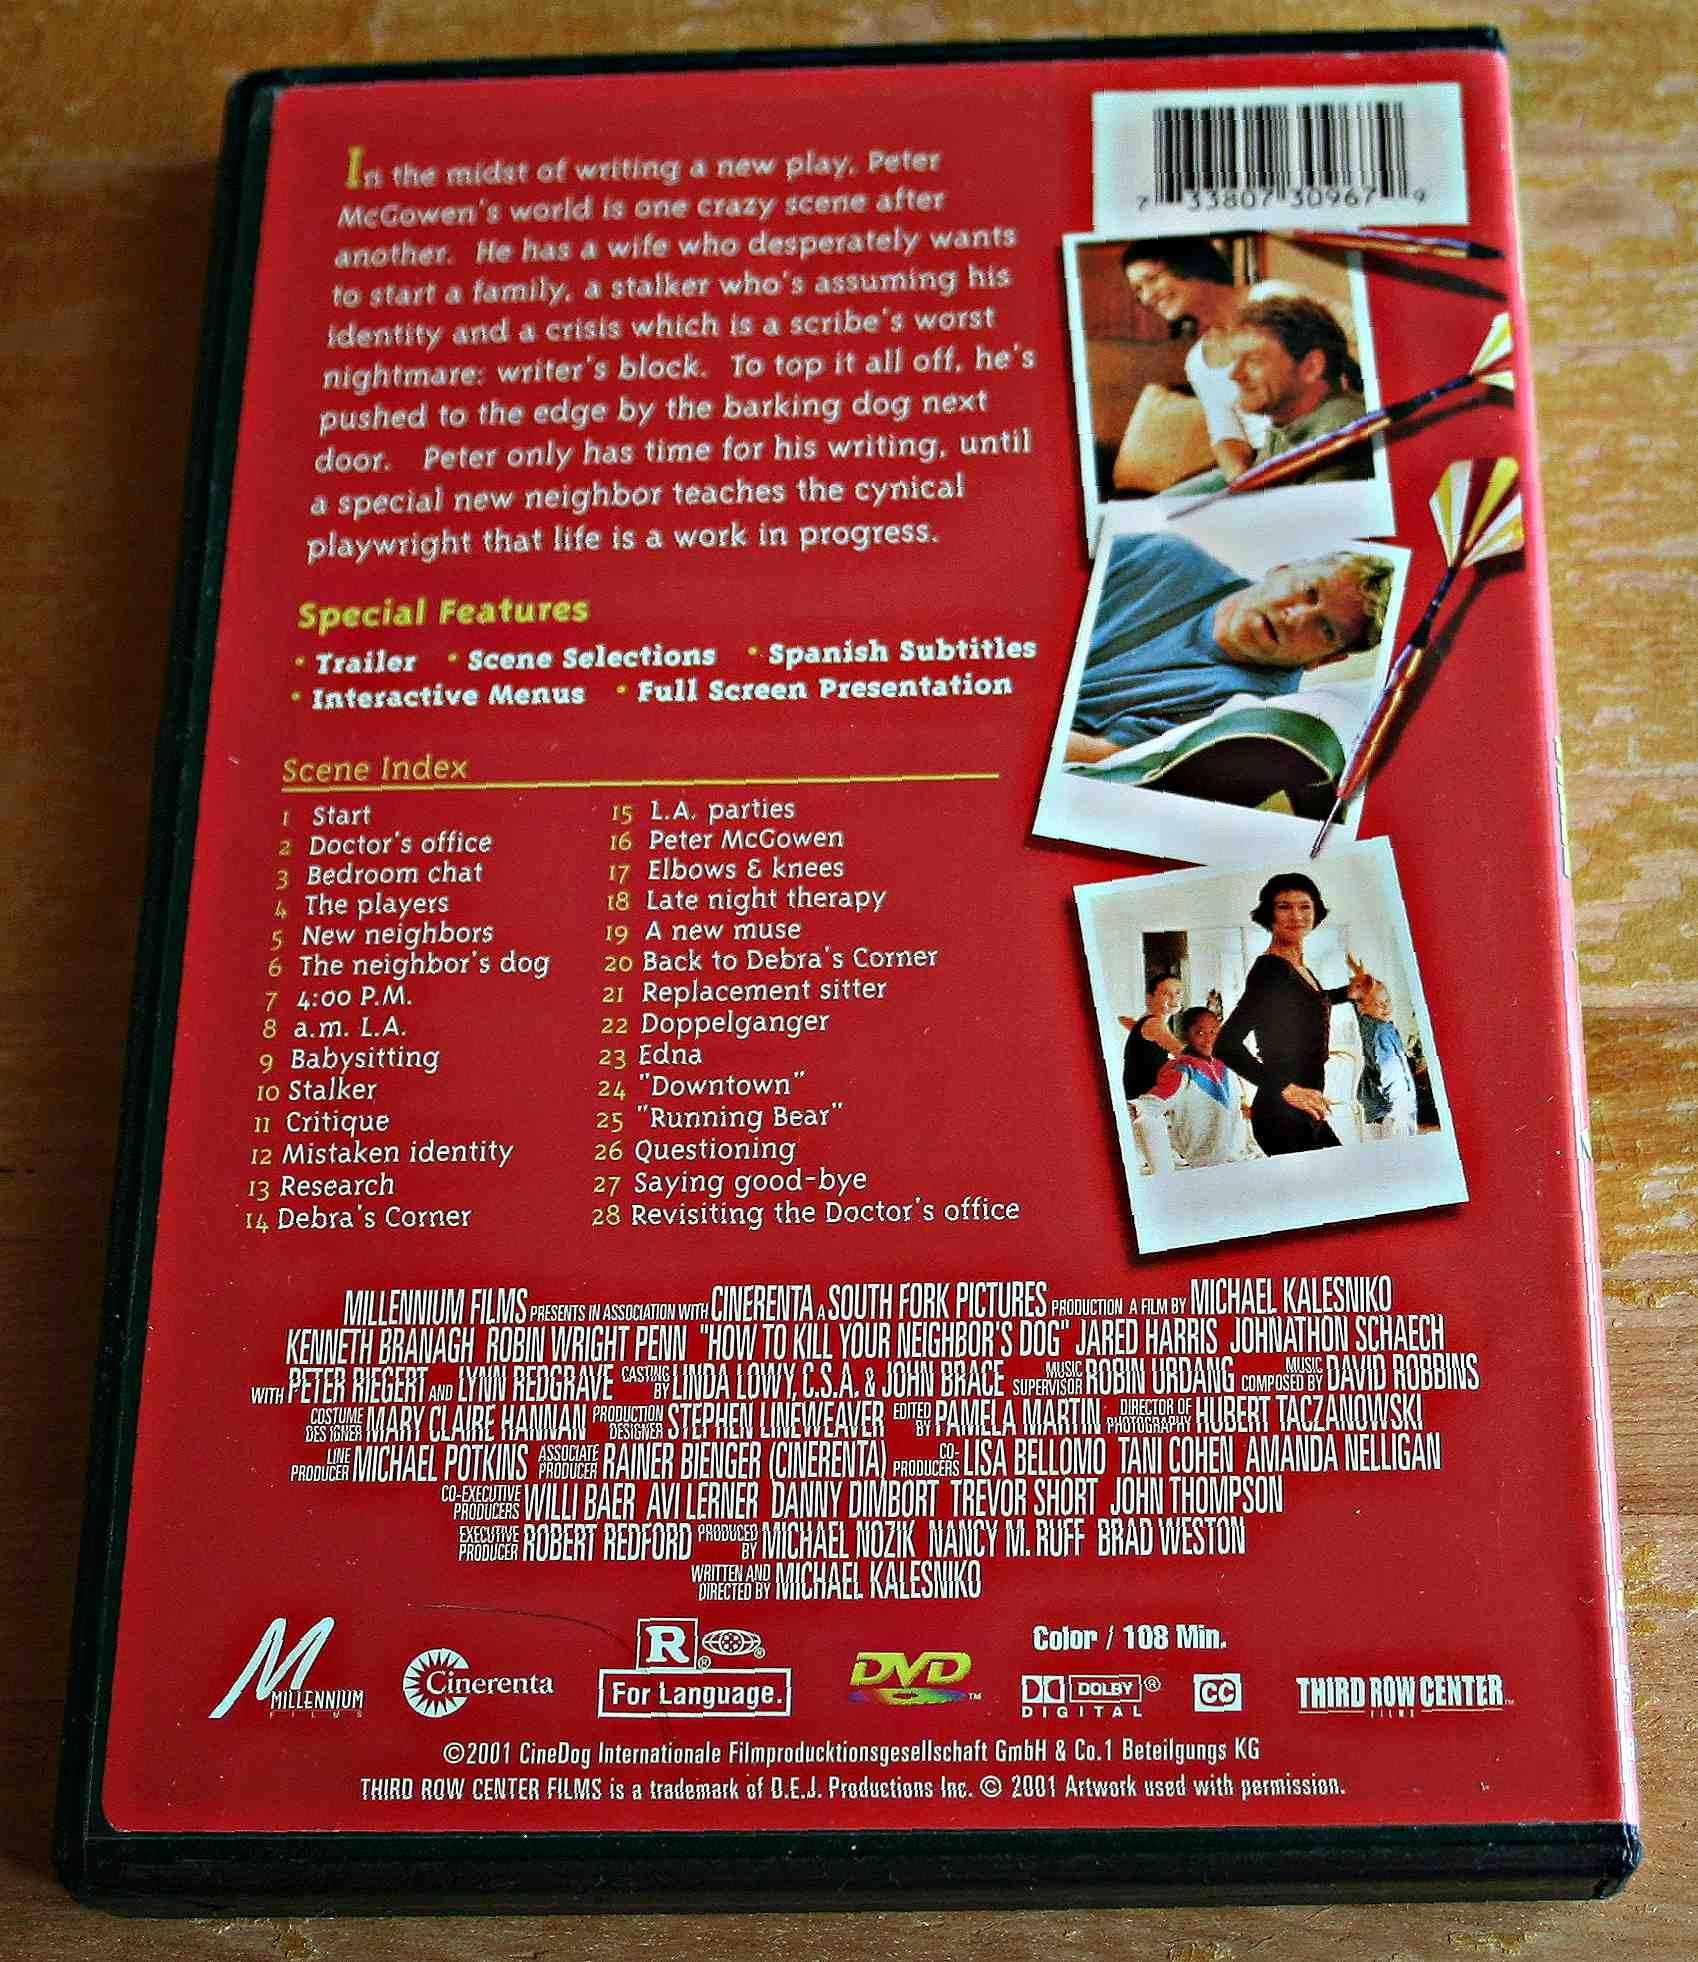 In the midst of writing a new play, Peter
McGowen's world is one crazy scene after
another. He has a wife who desperately wants
to start a family, a stalker who's assuming his
identity and a crisis which is a scribe's worst
nightmare: writer's block. To top it all off, he's
pushed to the edge by the barking dog next
door. Peter only has time for his writing, until
a special new neighbor teaches the cynical
playwright that life is a work in progress.
7 33807 30967 9
Special Features
• Trailer • Scene Selections • Spanish Subtitles
• Interactive Menus • Full Screen Presentation
Scene Index
1 Start
2 Doctor's office
3 Bedroom chat
4 The players
5 New neighbors
6 The neighbor's dog
7 4:00 P.M.
8 a.m. L.A.
9 Babysitting
10 Stalker
11 Critique
12 Mistaken identity
13 Research
14 Debra's Corner
15 L.A. parties
16 Peter McGowen
17 Elbows & knees
18 Late night therapy
19 A new muse
20 Back to Debra's Corner
21 Replacement sitter
22 Doppelganger
23 Edna
24 "Downtown"
25 "Running Bear"
26 Questioning
27 Saying good-bye
28 Revisiting the Doctor's office
MILLENNIUM FILMS PRESENTS IN ASSOCIATION WITH CINERENTA A SOUTH FORK PICTURES PRODUCTION A FILM BY MICHAEL KALESNIKO
KENNETH BRANAGH ROBIN WRIGHT PENN "HOW TO KILL YOUR NEIGHBOR'S DOG" JARED HARRIS JOHNATHON SCHAECH
WITH PETER RIEGERT AND LYNN REDGRAVE CASTING BY LINDA LOWY, C.S.A. & JOHN BRACE MUSIC SUPERVISOR ROBIN URDANG MUSIC COMPOSED BY DAVID ROBBINS
COSTUME DESIGNER MARY CLAIRE HANNAN PRODUCTION DESIGNER STEPHEN LINEWEAVER EDITED BY PAMELA MARTIN DIRECTOR OF PHOTOGRAPHY HUBERT TACZANOWSKI
LINE PRODUCER MICHAEL POTKINS ASSOCIATE PRODUCER RAINER BIENGER (CINERENTA) CO-PRODUCERS LISA BELLOMO TANI COHEN AMANDA NELLIGAN
CO-EXECUTIVE PRODUCERS WILLI BAER AVI LERNER DANNY DIMBORT TREVOR SHORT JOHN THOMPSON
EXECUTIVE PRODUCER ROBERT REDFORD PRODUCED BY MICHAEL NOZIK NANCY M. RUFF BRAD WESTON
WRITTEN AND DIRECTED BY MICHAEL KALESNIKO
M MILLENNIUM FILMS
Cinerenta
R ®
For Language.
DVD ™
Color / 108 Min.
DOLBY ®
DIGITAL
CC
THIRD ROW CENTER ™
FILMS
©2001 CineDog Internationale Filmproducktionsgesellschaft GmbH & Co.1 Beteilgungs KG
THIRD ROW CENTER FILMS is a trademark of D.E.J. Productions Inc. © 2001 Artwork used with permission.